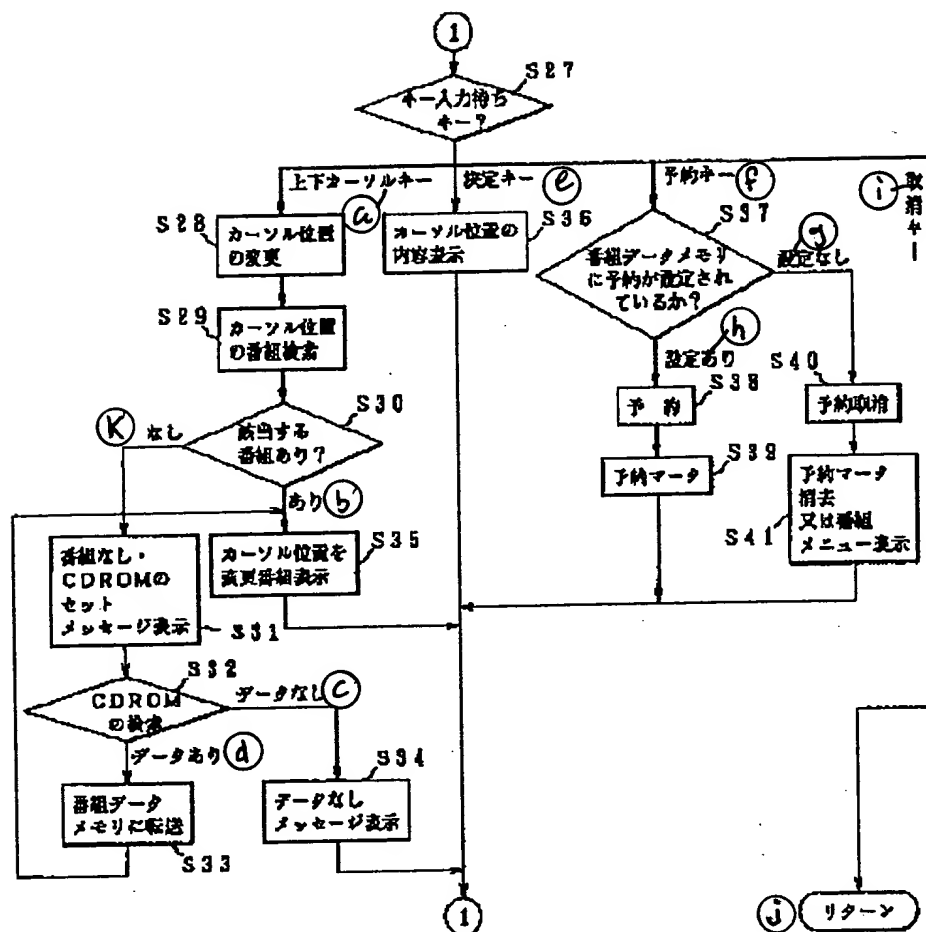 1
S27
キー入力待ち
キー?
上下カーソルキー
a
決定キー
e
予約キー
f
i
取消キー
S28
カーソル位置
の変更
S36
カーソル位置の
内容表示
S37
番組データメモリ
に予約が設定され
ているか?
g
設定なし
S29
カーソル位置
の番組検索
h
設定あり
S30
該当する
番組あり?
K
なし
あり
b'
S38
予約
S40
予約取消
S39
予約マータ
S41
予約マータ
消去
又は番組
メニュー表示
番組なし・
CDROMの
セット
メッセージ表示
S31
S35
カーソル位置を
変更番組表示
S32
CDROM
の検索
データなし
c
データあり
d
S33
番組データ
メモリに転送
S34
データなし
メッセージ表示
1
j
リターン